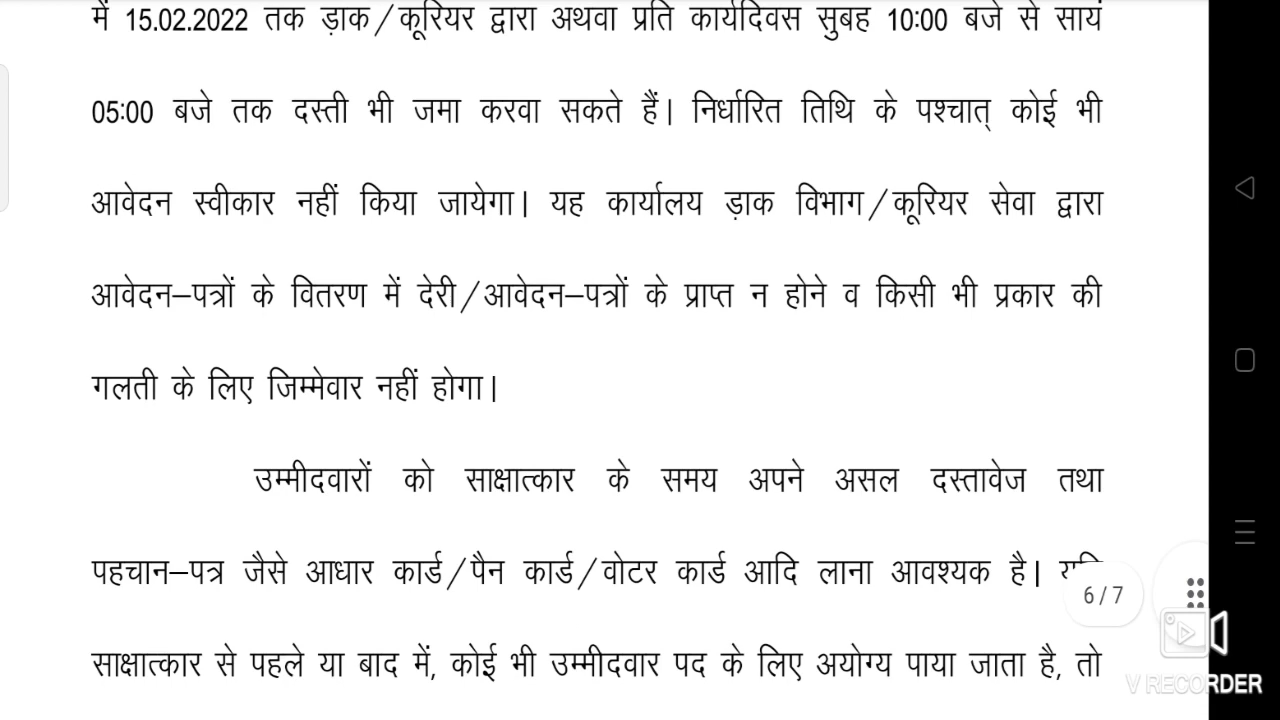 में 15.02.2022 तक ड़ाक/कूरियर द्वारा अथवा प्रति कार्यदिवस सुबह 10:00 बजे से सायं
05:00 बजे तक दस्ती भी जमा करवा सकते हैं। निर्धारित तिथि के पश्चात् कोई भी
आवेदन स्वीकार नहीं किया जायेगा। यह कार्यालय ड़ाक विभाग/कूरियर सेवा द्वारा
आवेदन–पत्रों के वितरण में देरी/आवेदन–पत्रों के प्राप्त न होने व किसी भी प्रकार की
गलती के लिए जिम्मेवार नहीं होगा।
उम्मीदवारों को साक्षात्कार के समय अपने असल दस्तावेज तथा
पहचान–पत्र जैसे आधार कार्ड/पैन कार्ड/वोटर कार्ड आदि लाना आवश्यक है।
6/7
साक्षात्कार से पहले या बाद में, कोई भी उम्मीदवार पद के लिए अयोग्य पाया जाता है, तो
V RECORDER